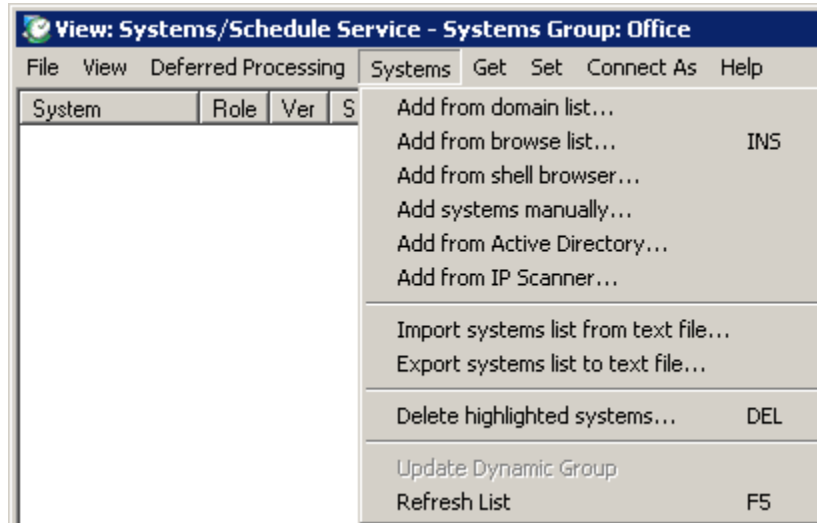 View: Systems/Schedule Service - Systems Group: Office
File View Deferred Processing Systems Get Set Connect As Help
System Role Ver S
Add from domain list...
Add from browse list... INS
Add from shell browser...
Add systems manually...
Add from Active Directory...
Add from IP Scanner...
Import systems list from text file...
Export systems list to text file...
Delete highlighted systems... DEL
Update Dynamic Group
Refresh List F5